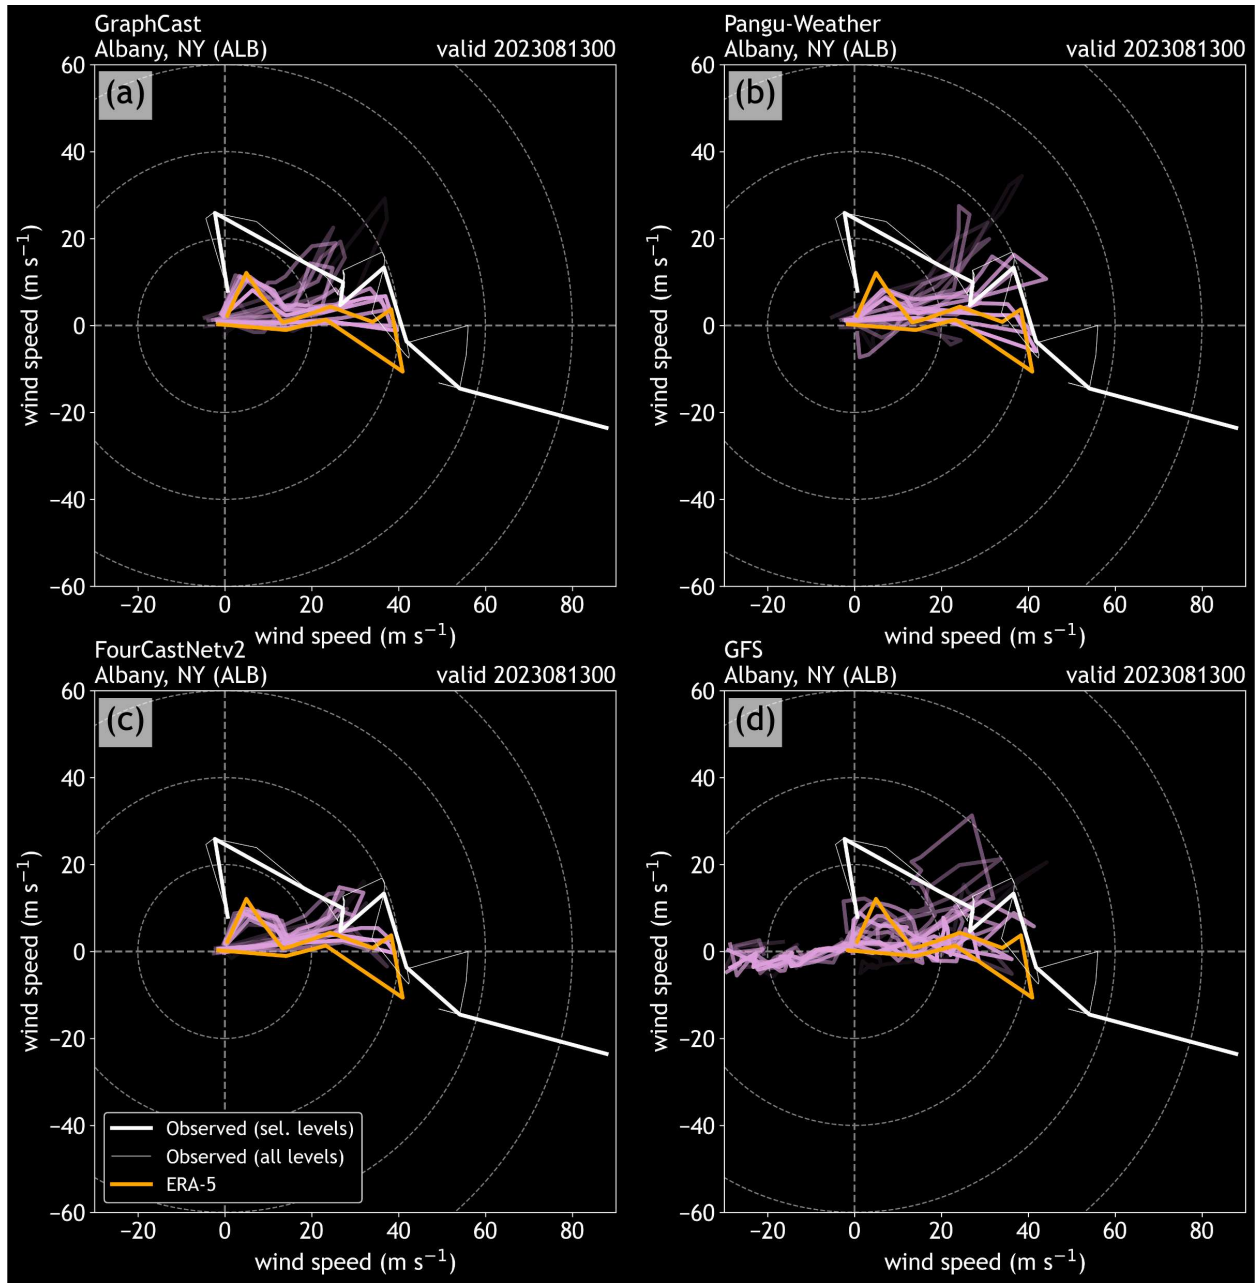 GraphCast
Albany, NY (ALB) valid 2023081300
(a)
60
40
20
0
−20
−40
−60
wind speed (m s⁻¹)
−20 0 20 40 60 80
wind speed (m s⁻¹)
Pangu-Weather
Albany, NY (ALB) valid 2023081300
(b)
60
40
20
0
−20
−40
−60
wind speed (m s⁻¹)
−20 0 20 40 60 80
wind speed (m s⁻¹)
FourCastNetv2
Albany, NY (ALB) valid 2023081300
(c)
60
40
20
0
−20
−40
−60
wind speed (m s⁻¹)
Observed (sel. levels)
Observed (all levels)
ERA-5
−20 0 20 40 60 80
wind speed (m s⁻¹)
GFS
Albany, NY (ALB) valid 2023081300
(d)
60
40
20
0
−20
−40
−60
wind speed (m s⁻¹)
−20 0 20 40 60 80
wind speed (m s⁻¹)